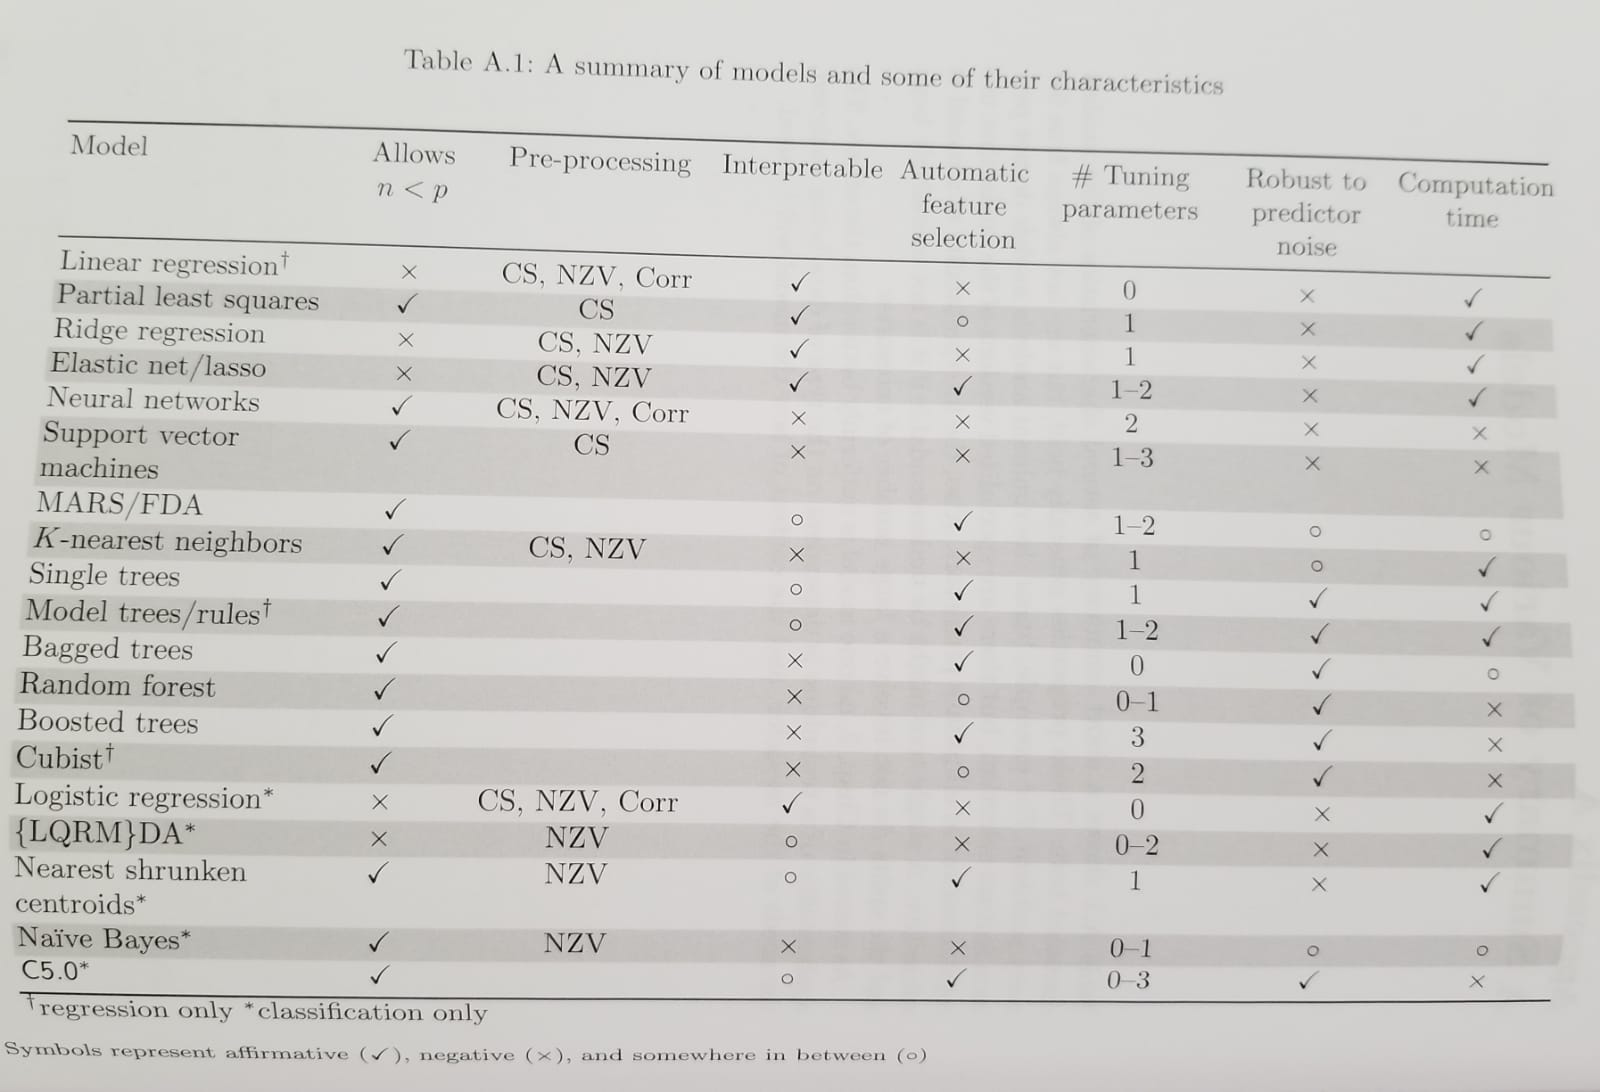 Table A.1: A summary of models and some of their characteristics
Model Allows Pre-processing Interpretable Automatic # Tuning Robust to Computation
n < p feature parameters predictor time
selection noise
Linear regression† × CS, NZV, Corr ✓ × 0 × ✓
Partial least squares ✓ CS ✓ ○ 1 × ✓
Ridge regression × CS, NZV ✓ × 1 × ✓
Elastic net/lasso × CS, NZV ✓ ✓ 1–2 × ✓
Neural networks ✓ CS, NZV, Corr × × 2 × ×
Support vector ✓ CS × × 1–3 × ×
machines
MARS/FDA ✓ ○ ✓ 1–2 ○ ○
K-nearest neighbors ✓ CS, NZV × × 1 ○ ✓
Single trees ✓ ○ ✓ 1 ✓ ✓
Model trees/rules† ✓ ○ ✓ 1–2 ✓ ✓
Bagged trees ✓ × ✓ 0 ✓ ○
Random forest ✓ × ○ 0–1 ✓ ×
Boosted trees ✓ × ✓ 3 ✓ ×
Cubist† ✓ × ○ 2 ✓ ×
Logistic regression* × CS, NZV, Corr ✓ × 0 × ✓
{LQRM}DA* × NZV ○ × 0–2 × ✓
Nearest shrunken ✓ NZV ○ ✓ 1 × ✓
centroids*
Naïve Bayes* ✓ NZV × × 0–1 ○ ○
C5.0* ✓ ○ ✓ 0–3 ✓ ×
†regression only *classification only
Symbols represent affirmative (✓), negative (×), and somewhere in between (○)